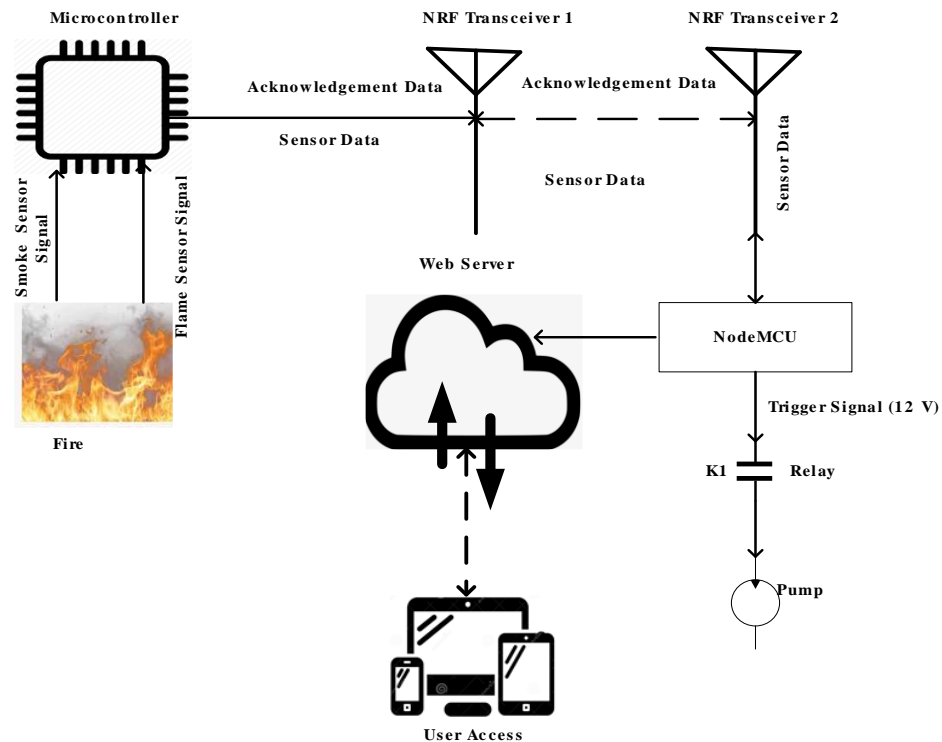 Microcontroller
NRF Transceiver 1
NRF Transceiver 2
Acknowledgement Data
Acknowledgement Data
Sensor Data
Sensor Data
Sensor Data
Smoke Sensor
Signal
Flame Sensor Signal
Web Server
NodeMCU
Trigger Signal (12 V)
Fire
K1
Relay
Pump
User Access